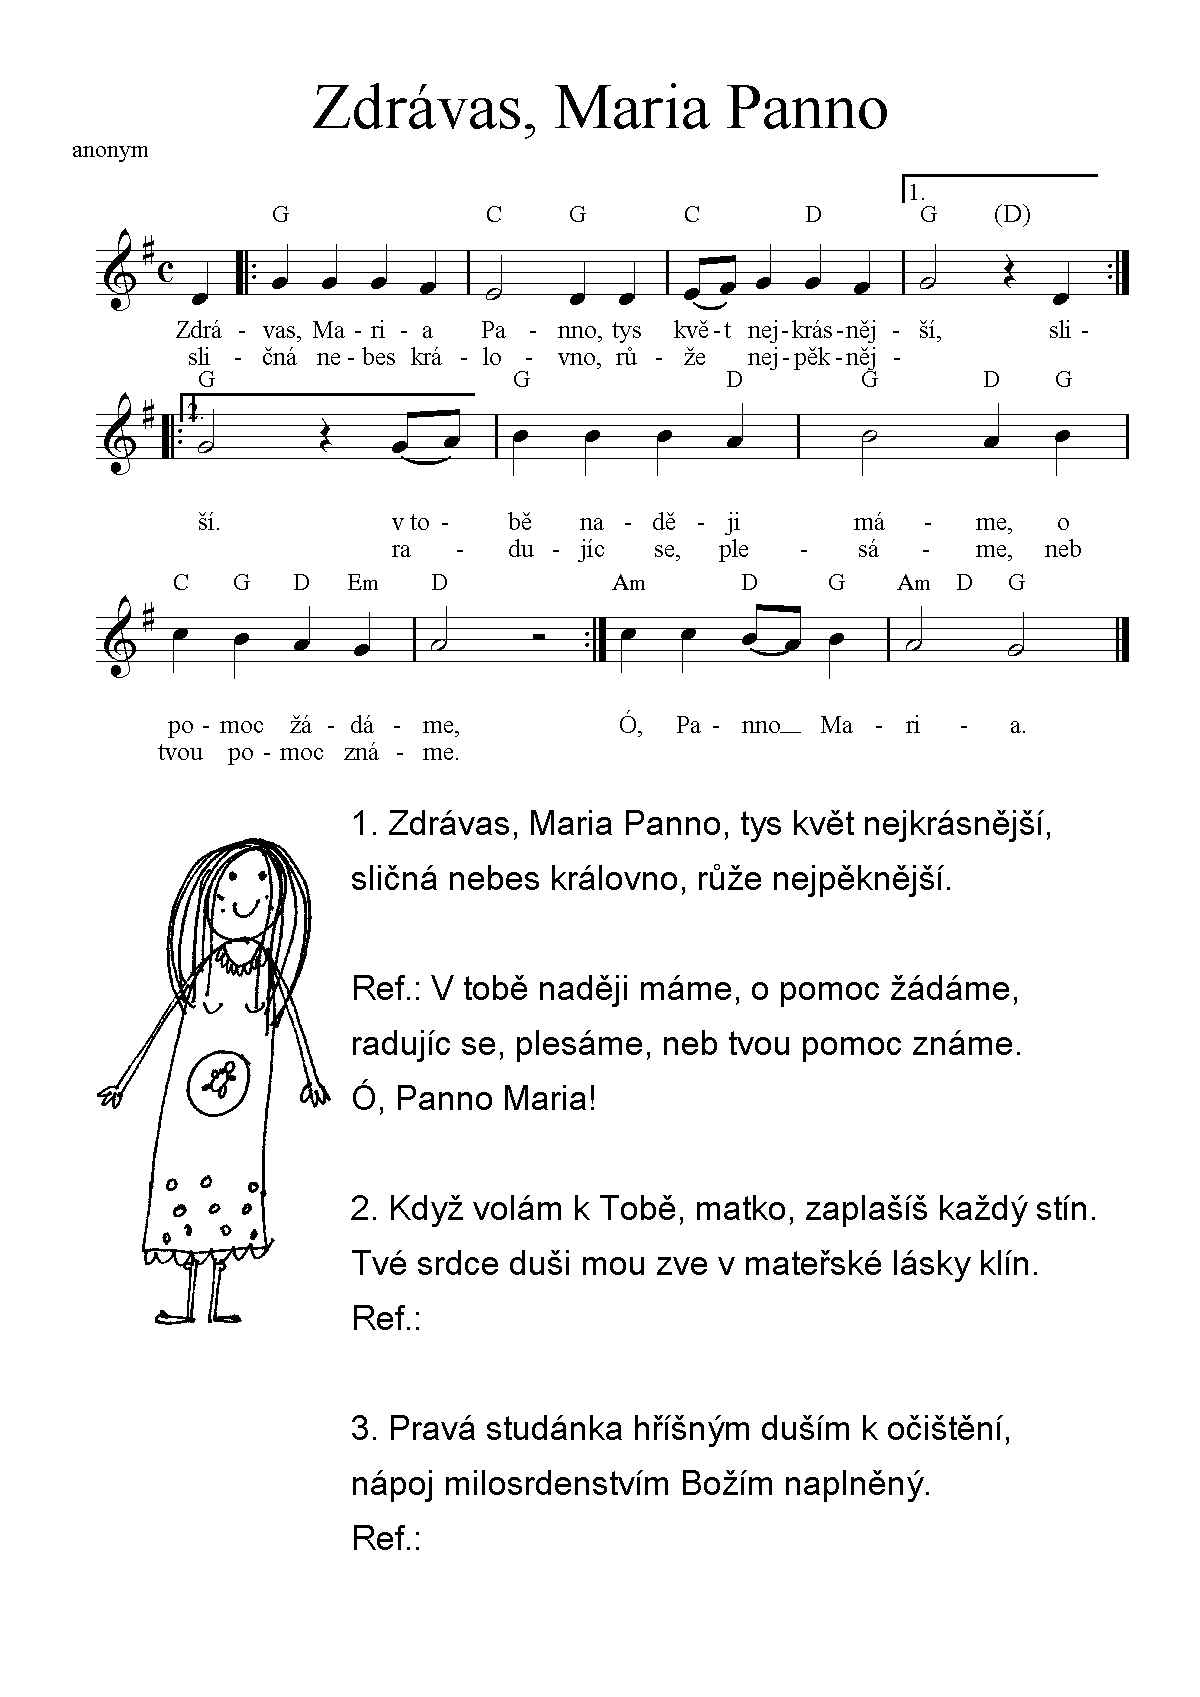 Zdrávas, Maria Panno
anonym
1.
G C G C D G (D)
Zdrá - vas, Ma - ri - a Pa - nno, tys kvě - t nej - krás - něj - ší, sli -
sli - čná ne - bes krá - lo - vno, rů - že nej - pěk - něj -
G G D G D G
2.
ší. v to - bě na - dě - ji má - me, o
ra - du - jíc se, ple - sá - me, neb
C G D Em D Am D G Am D G
po - moc žá - dá - me, Ó, Pa - nno Ma - ri - a.
tvou po - moc zná - me.
1. Zdrávas, Maria Panno, tys květ nejkrásnější,
sličná nebes královno, růže nejpěknější.
Ref.: V tobě naději máme, o pomoc žádáme,
radujíc se, plesáme, neb tvou pomoc známe.
Ó, Panno Maria!
2. Když volám k Tobě, matko, zaplašíš každý stín.
Tvé srdce duši mou zve v mateřské lásky klín.
Ref.:
3. Pravá studánka hříšným duším k očištění,
nápoj milosrdenstvím Božím naplněný.
Ref.: